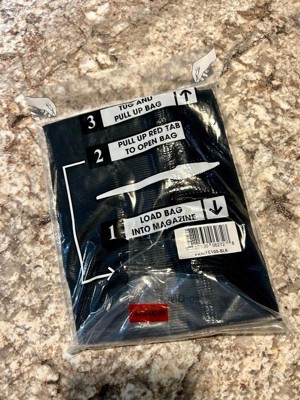 3 TUG AND
PULL UP BAG
2 PULL UP RED TAB
TO OPEN BAG
1 LOAD BAG
INTO MAGAZINE